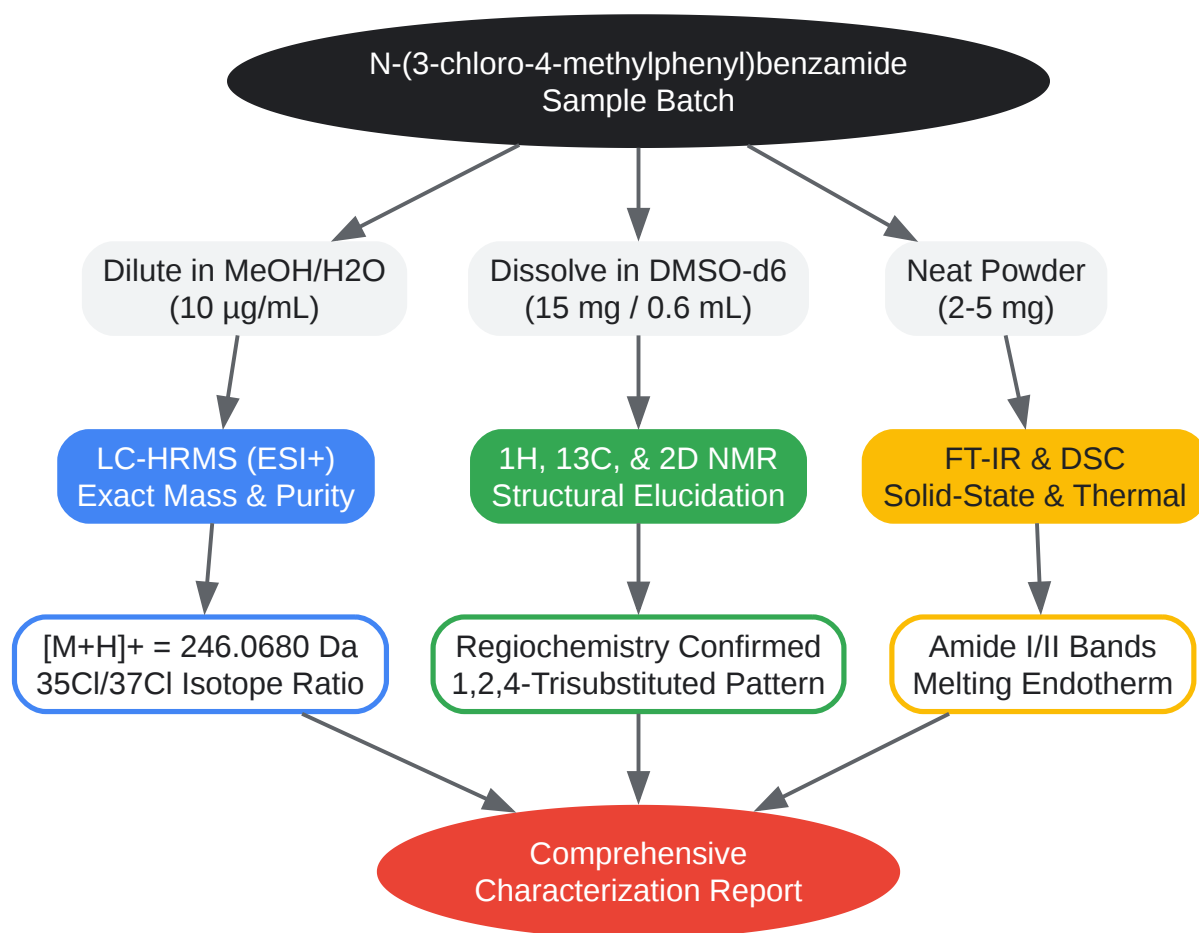 N-(3-chloro-4-methylphenyl)benzamide
Sample Batch
Dilute in MeOH/H2O
(10 µg/mL)
Dissolve in DMSO-d6
(15 mg / 0.6 mL)
Neat Powder
(2-5 mg)
LC-HRMS (ESI+)
Exact Mass & Purity
1H, 13C, & 2D NMR
Structural Elucidation
FT-IR & DSC
Solid-State & Thermal
[M+H]+ = 246.0680 Da
35Cl/37Cl Isotope Ratio
Regiochemistry Confirmed
1,2,4-Trisubstituted Pattern
Amide I/II Bands
Melting Endotherm
Comprehensive
Characterization Report